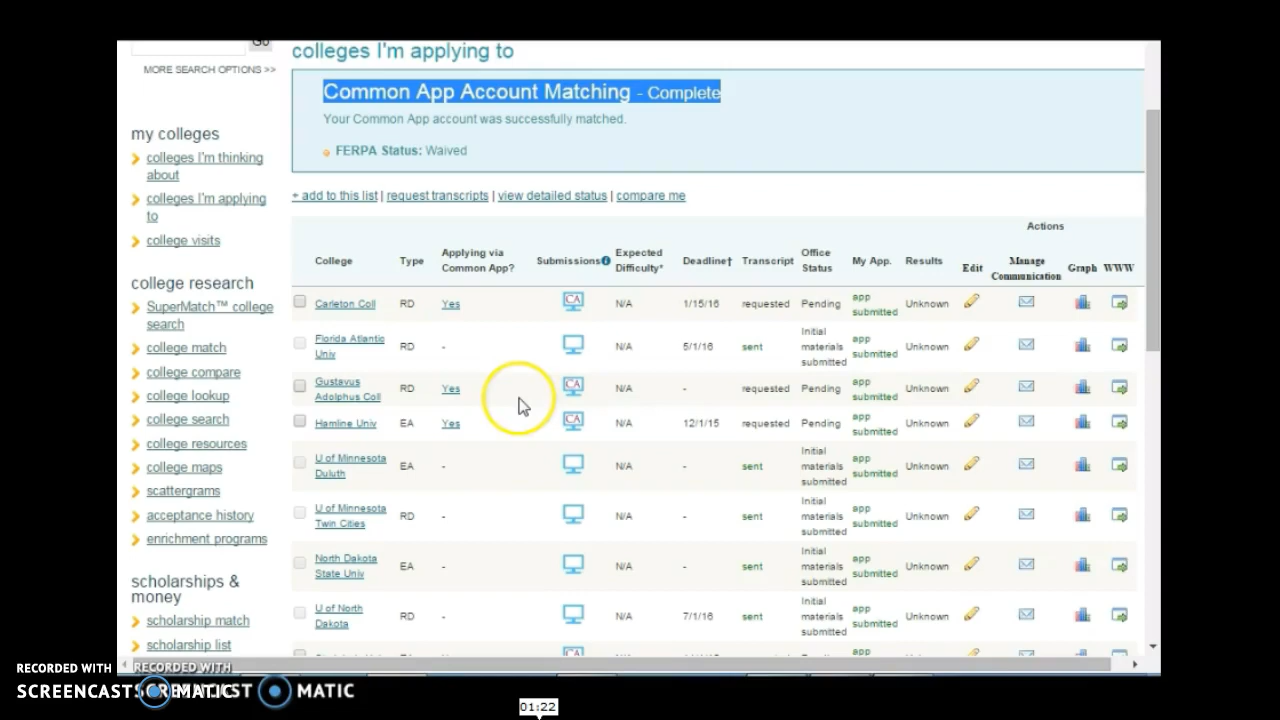 Go
MORE SEARCH OPTIONS >>
my colleges
colleges I'm thinking
about
colleges I'm applying
to
college visits
college research
SuperMatch™ college
search
college match
college compare
college lookup
college search
college resources
college maps
scattergrams
acceptance history
enrichment programs
scholarships &
money
scholarship match
scholarship list
colleges I'm applying to
Common App Account Matching - Complete
Your Common App account was successfully matched.
FERPA Status: Waived
+ add to this list | request transcripts | view detailed status | compare me
Actions
College Type Applying via Common App? Submissions Expected Difficulty* Deadline† Transcript Office Status My App. Results Edit Manage Communication Graph WWW
Carleton Coll RD Yes CA N/A 1/15/16 requested Pending app submitted Unknown
Florida Atlantic Univ RD - N/A 5/1/16 sent Initial materials submitted app submitted Unknown
Gustavus Adolphus Coll RD Yes CA N/A - requested Pending app submitted Unknown
Hamline Univ EA Yes CA N/A 12/1/15 requested Pending app submitted Unknown
U of Minnesota Duluth EA - N/A - sent Initial materials submitted app submitted Unknown
U of Minnesota Twin Cities RD - N/A - sent Initial materials submitted app submitted Unknown
North Dakota State Univ EA - N/A - sent Initial materials submitted app submitted Unknown
U of North Dakota RD - N/A 7/1/16 sent Initial materials submitted app submitted Unknown
CA
RECORDED WITH
RECORDED WITH
SCREENCAST
MATIC
01:22